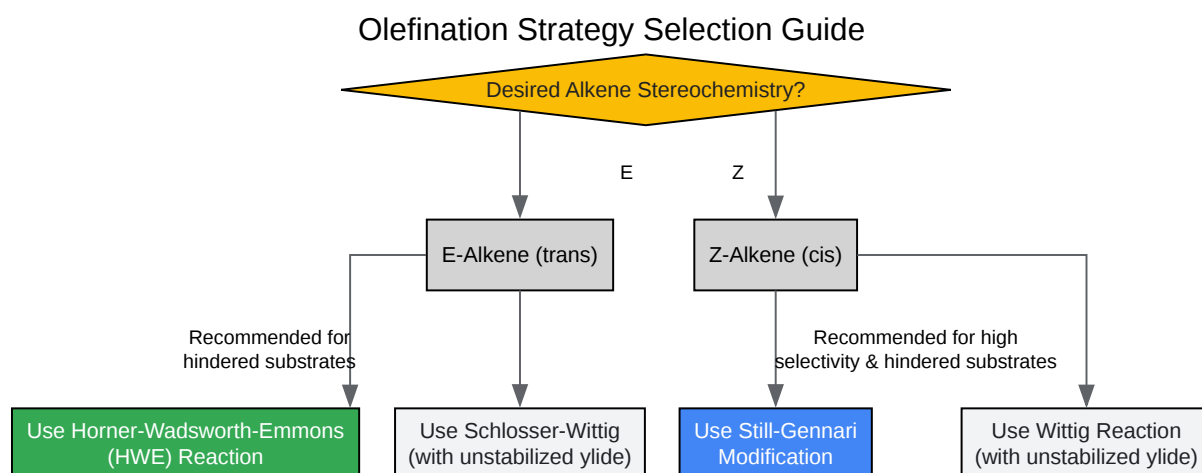 Olefination Strategy Selection Guide
Desired Alkene Stereochemistry?
E
Z
E-Alkene (trans)
Z-Alkene (cis)
Recommended for
hindered substrates
Recommended for high
selectivity & hindered substrates
Use Horner-Wadsworth-Emmons
(HWE) Reaction
Use Schlosser-Wittig
(with unstabilized ylide)
Use Still-Gennari
Modification
Use Wittig Reaction
(with unstabilized ylide)